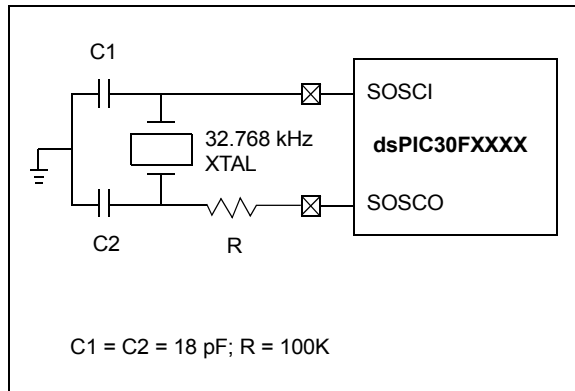 C1
SOSCI
32.768 kHz
XTAL
dsPIC30FXXXX
SOSCO
C2
R
C1 = C2 = 18 pF; R = 100K